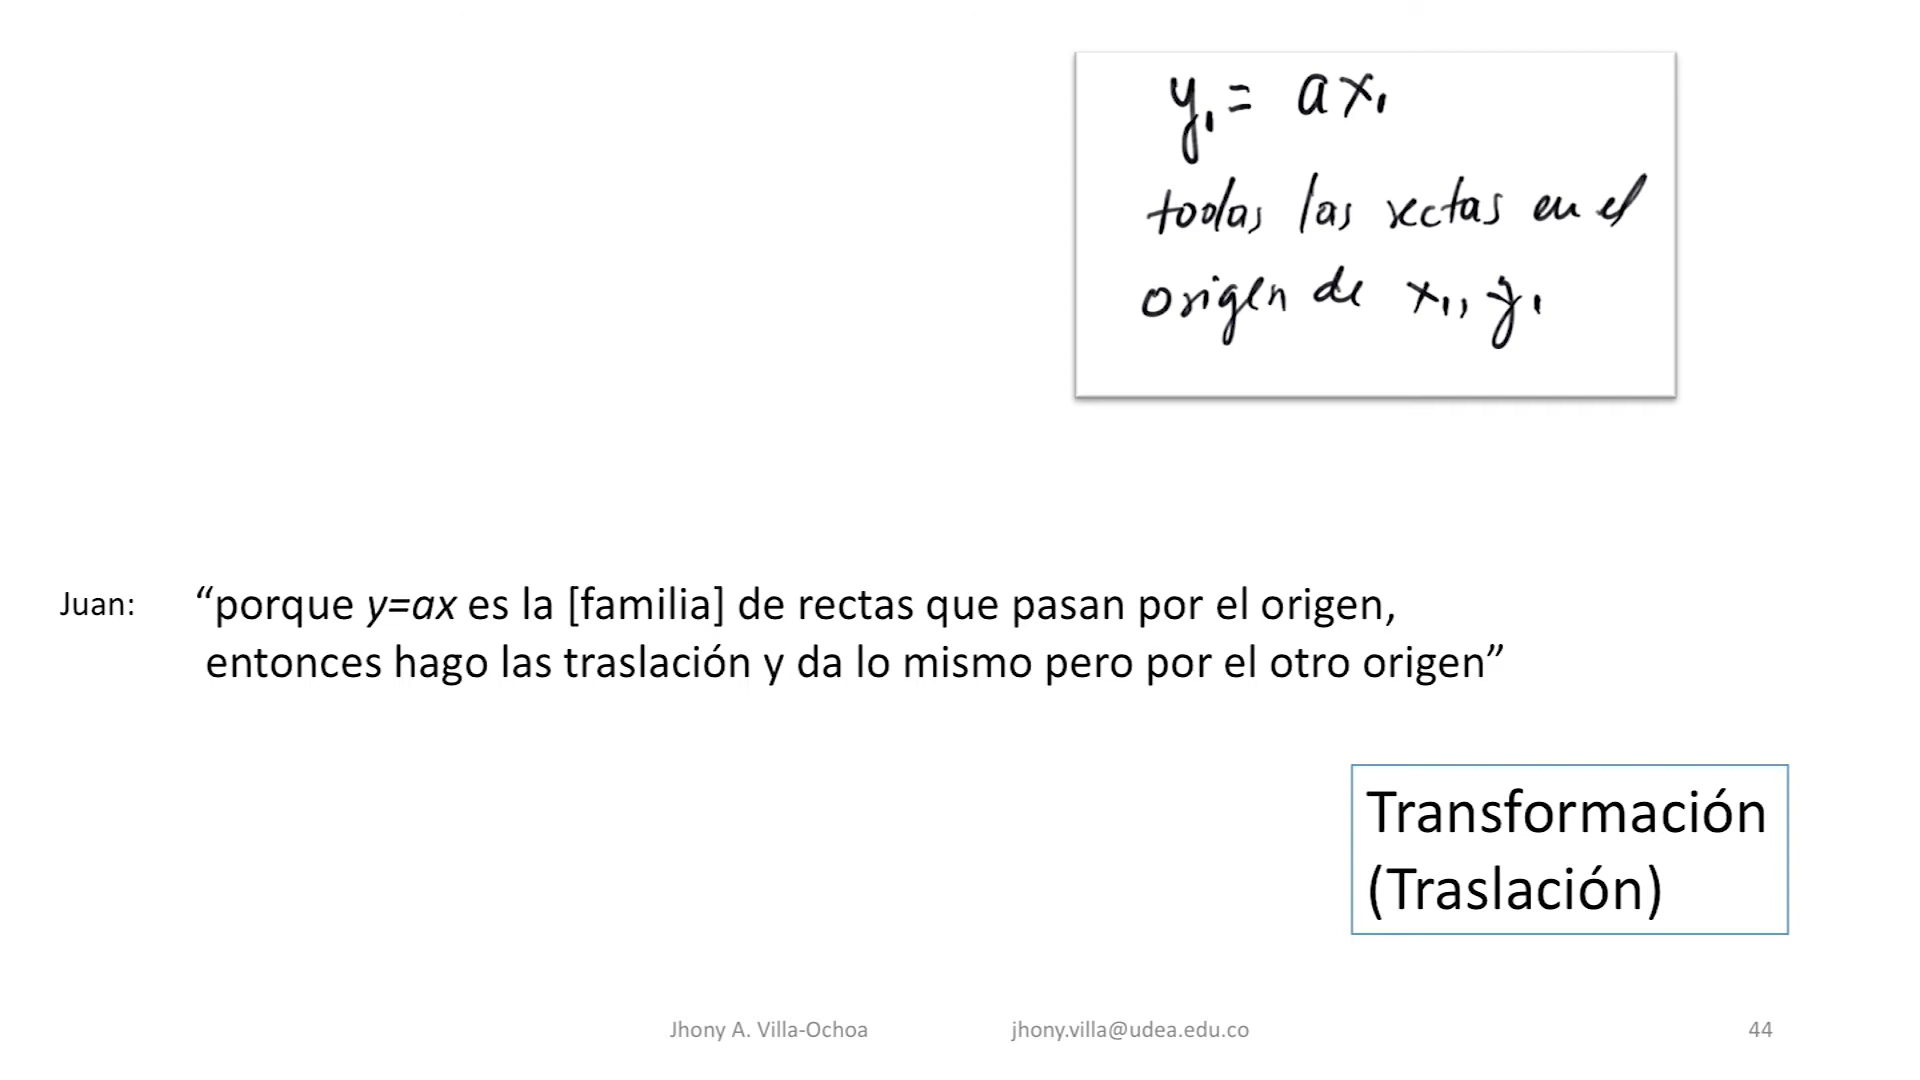 y₁ = ax₁
todas las rectas en el
origen de x₁, y₁
Juan: “porque y=ax es la [familia] de rectas que pasan por el origen,
entonces hago las traslación y da lo mismo pero por el otro origen”
Transformación
(Traslación)
Jhony A. Villa-Ochoa jhony.villa@udea.edu.co 44